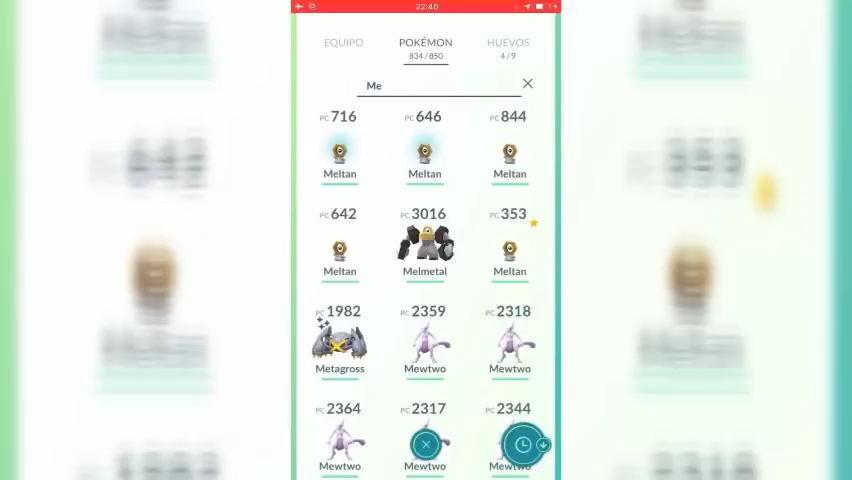 22:40
EQUIPO POKÉMON HUEVOS
834 / 850 4 / 9
Me
PC 716 PC 646 PC 844
Meltan Meltan Meltan
PC 642 PC 3016 PC 353
Meltan Melmetal Meltan
PC 1982 PC 2359 PC 2318
Metagross Mewtwo Mewtwo
PC 2364 PC 2317 PC 2344
Mewtwo Mewtwo Mewtwo